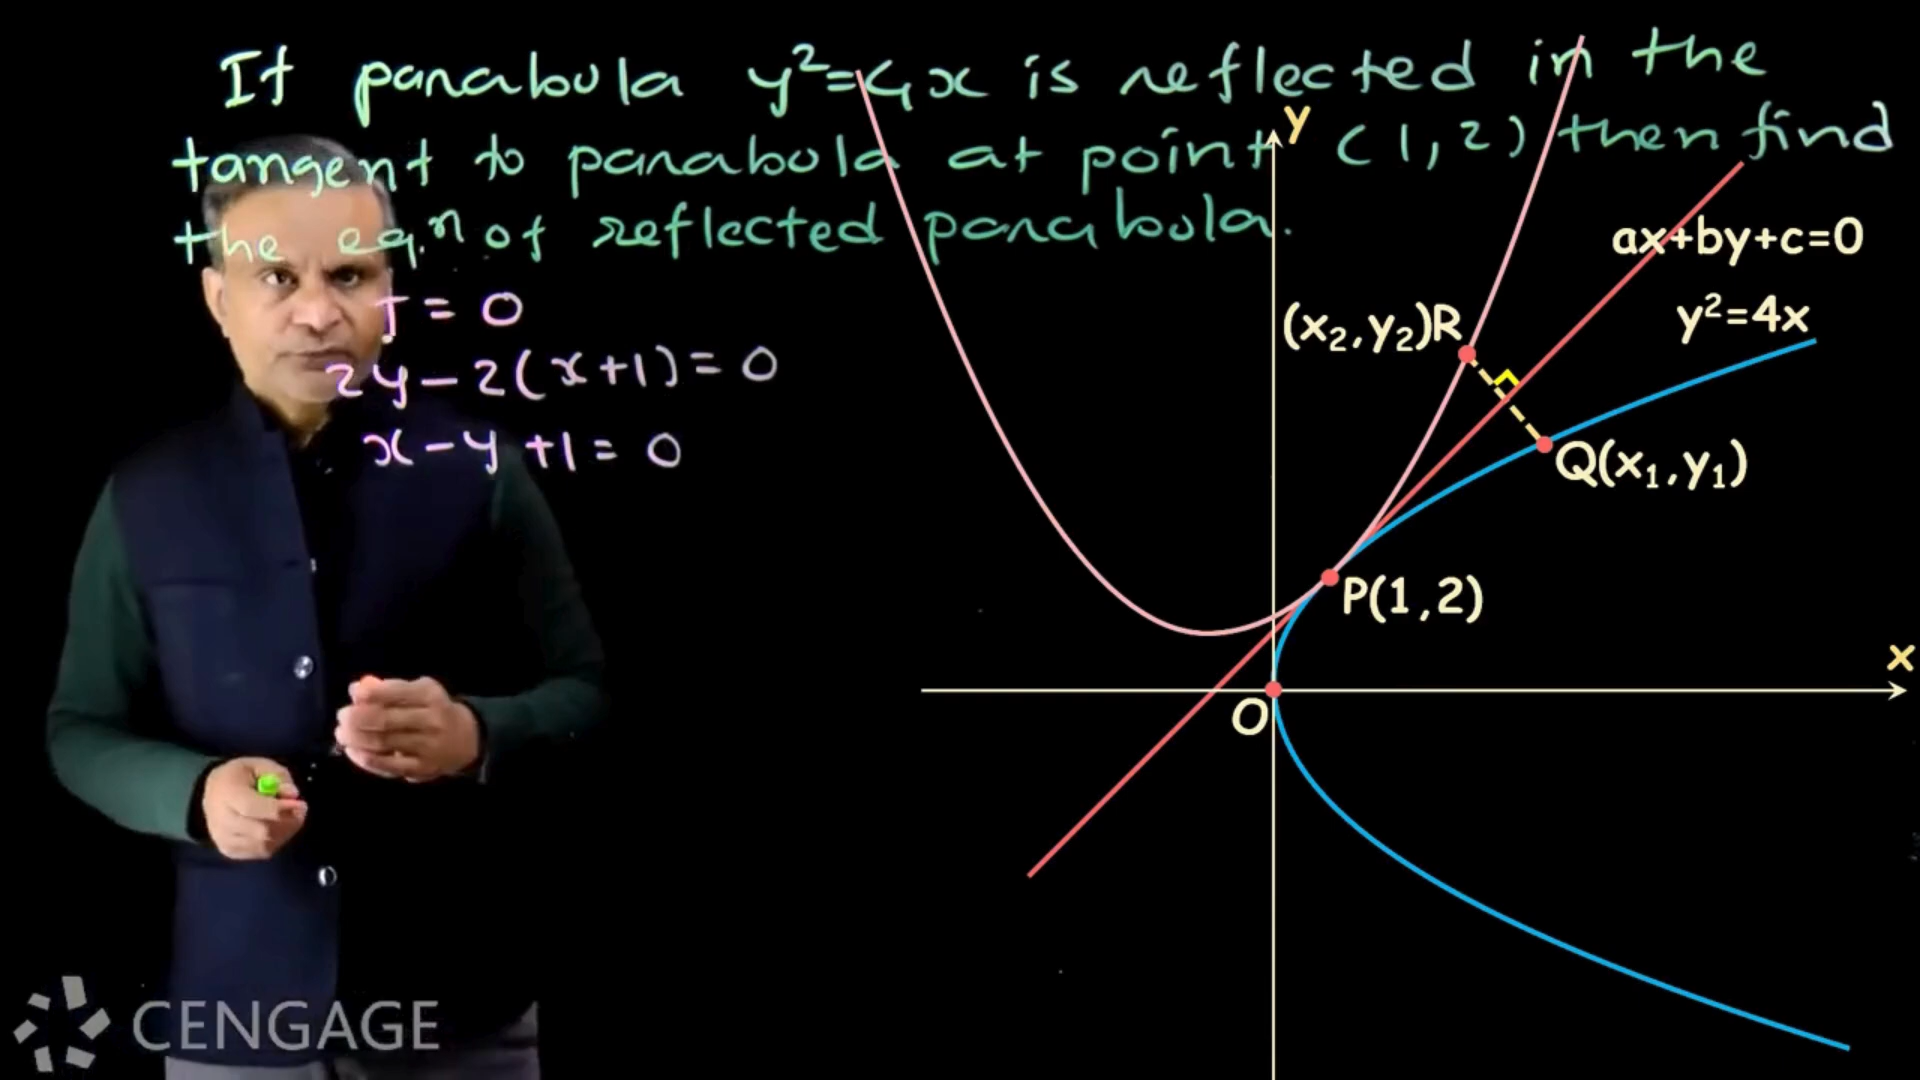 If parabola y²=4x is reflected in the
tangent to parabola at point (1,2) then find
the eq.n of reflected parabola.
T = 0
2y-2(x+1)=0
x-y+1=0
y
ax+by+c=0
y²=4x
(x₂,y₂)R
Q(x₁,y₁)
P(1,2)
x
O
CENGAGE